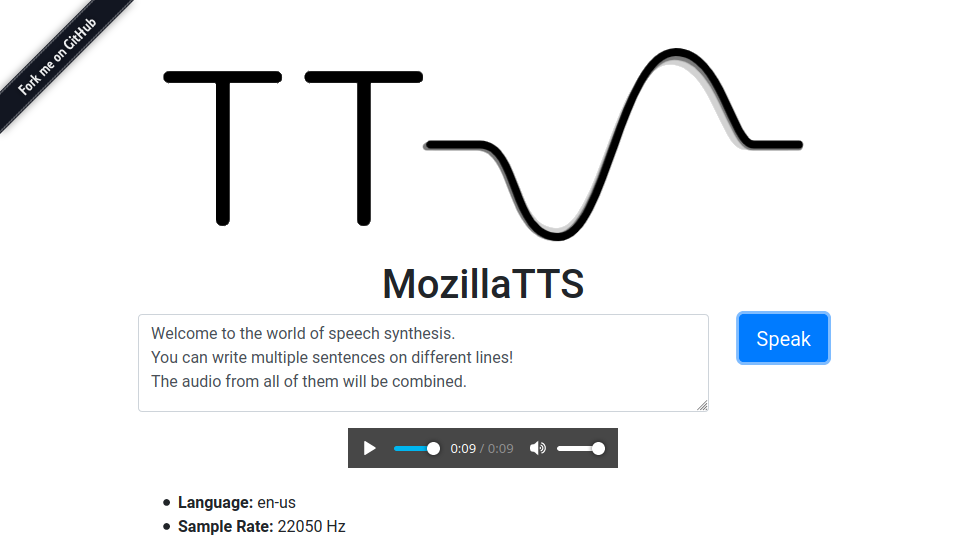 Fork me on GitHub
TT
MozillaTTS
Welcome to the world of speech synthesis.
You can write multiple sentences on different lines!
The audio from all of them will be combined.
Speak
0:09 / 0:09
Language: en-us
Sample Rate: 22050 Hz